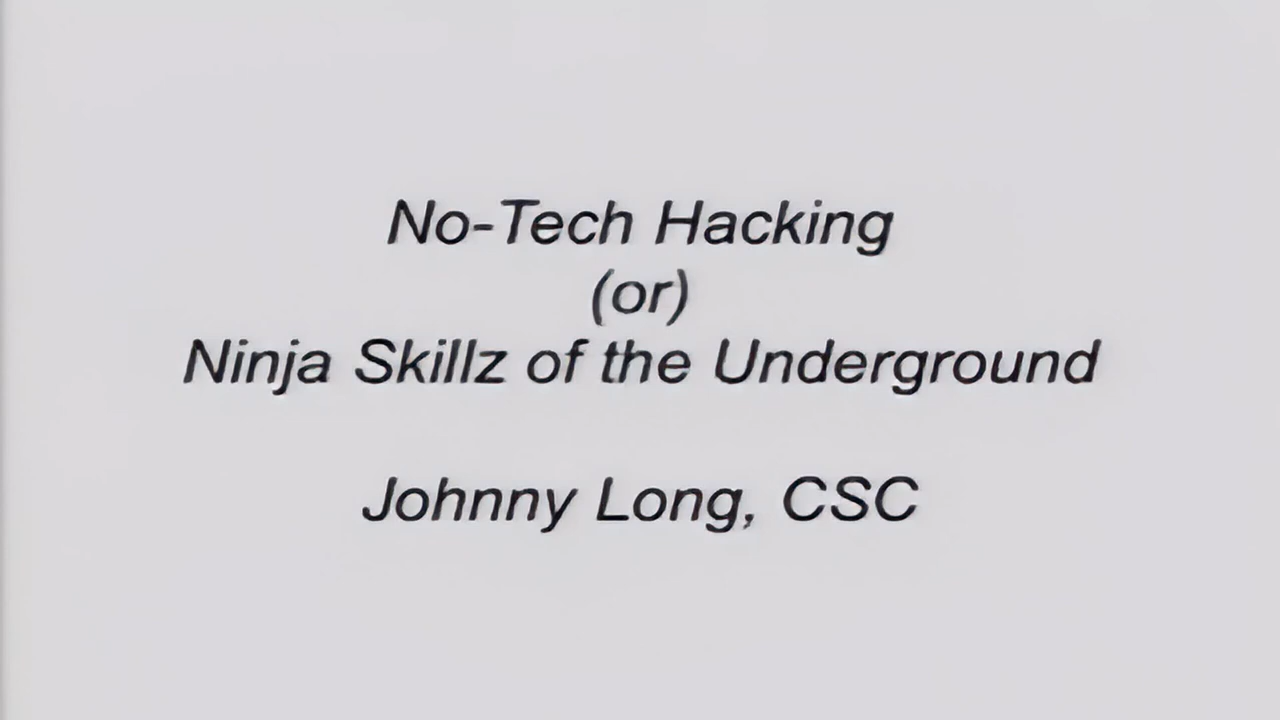 No-Tech Hacking
(or)
Ninja Skillz of the Underground
Johnny Long, CSC